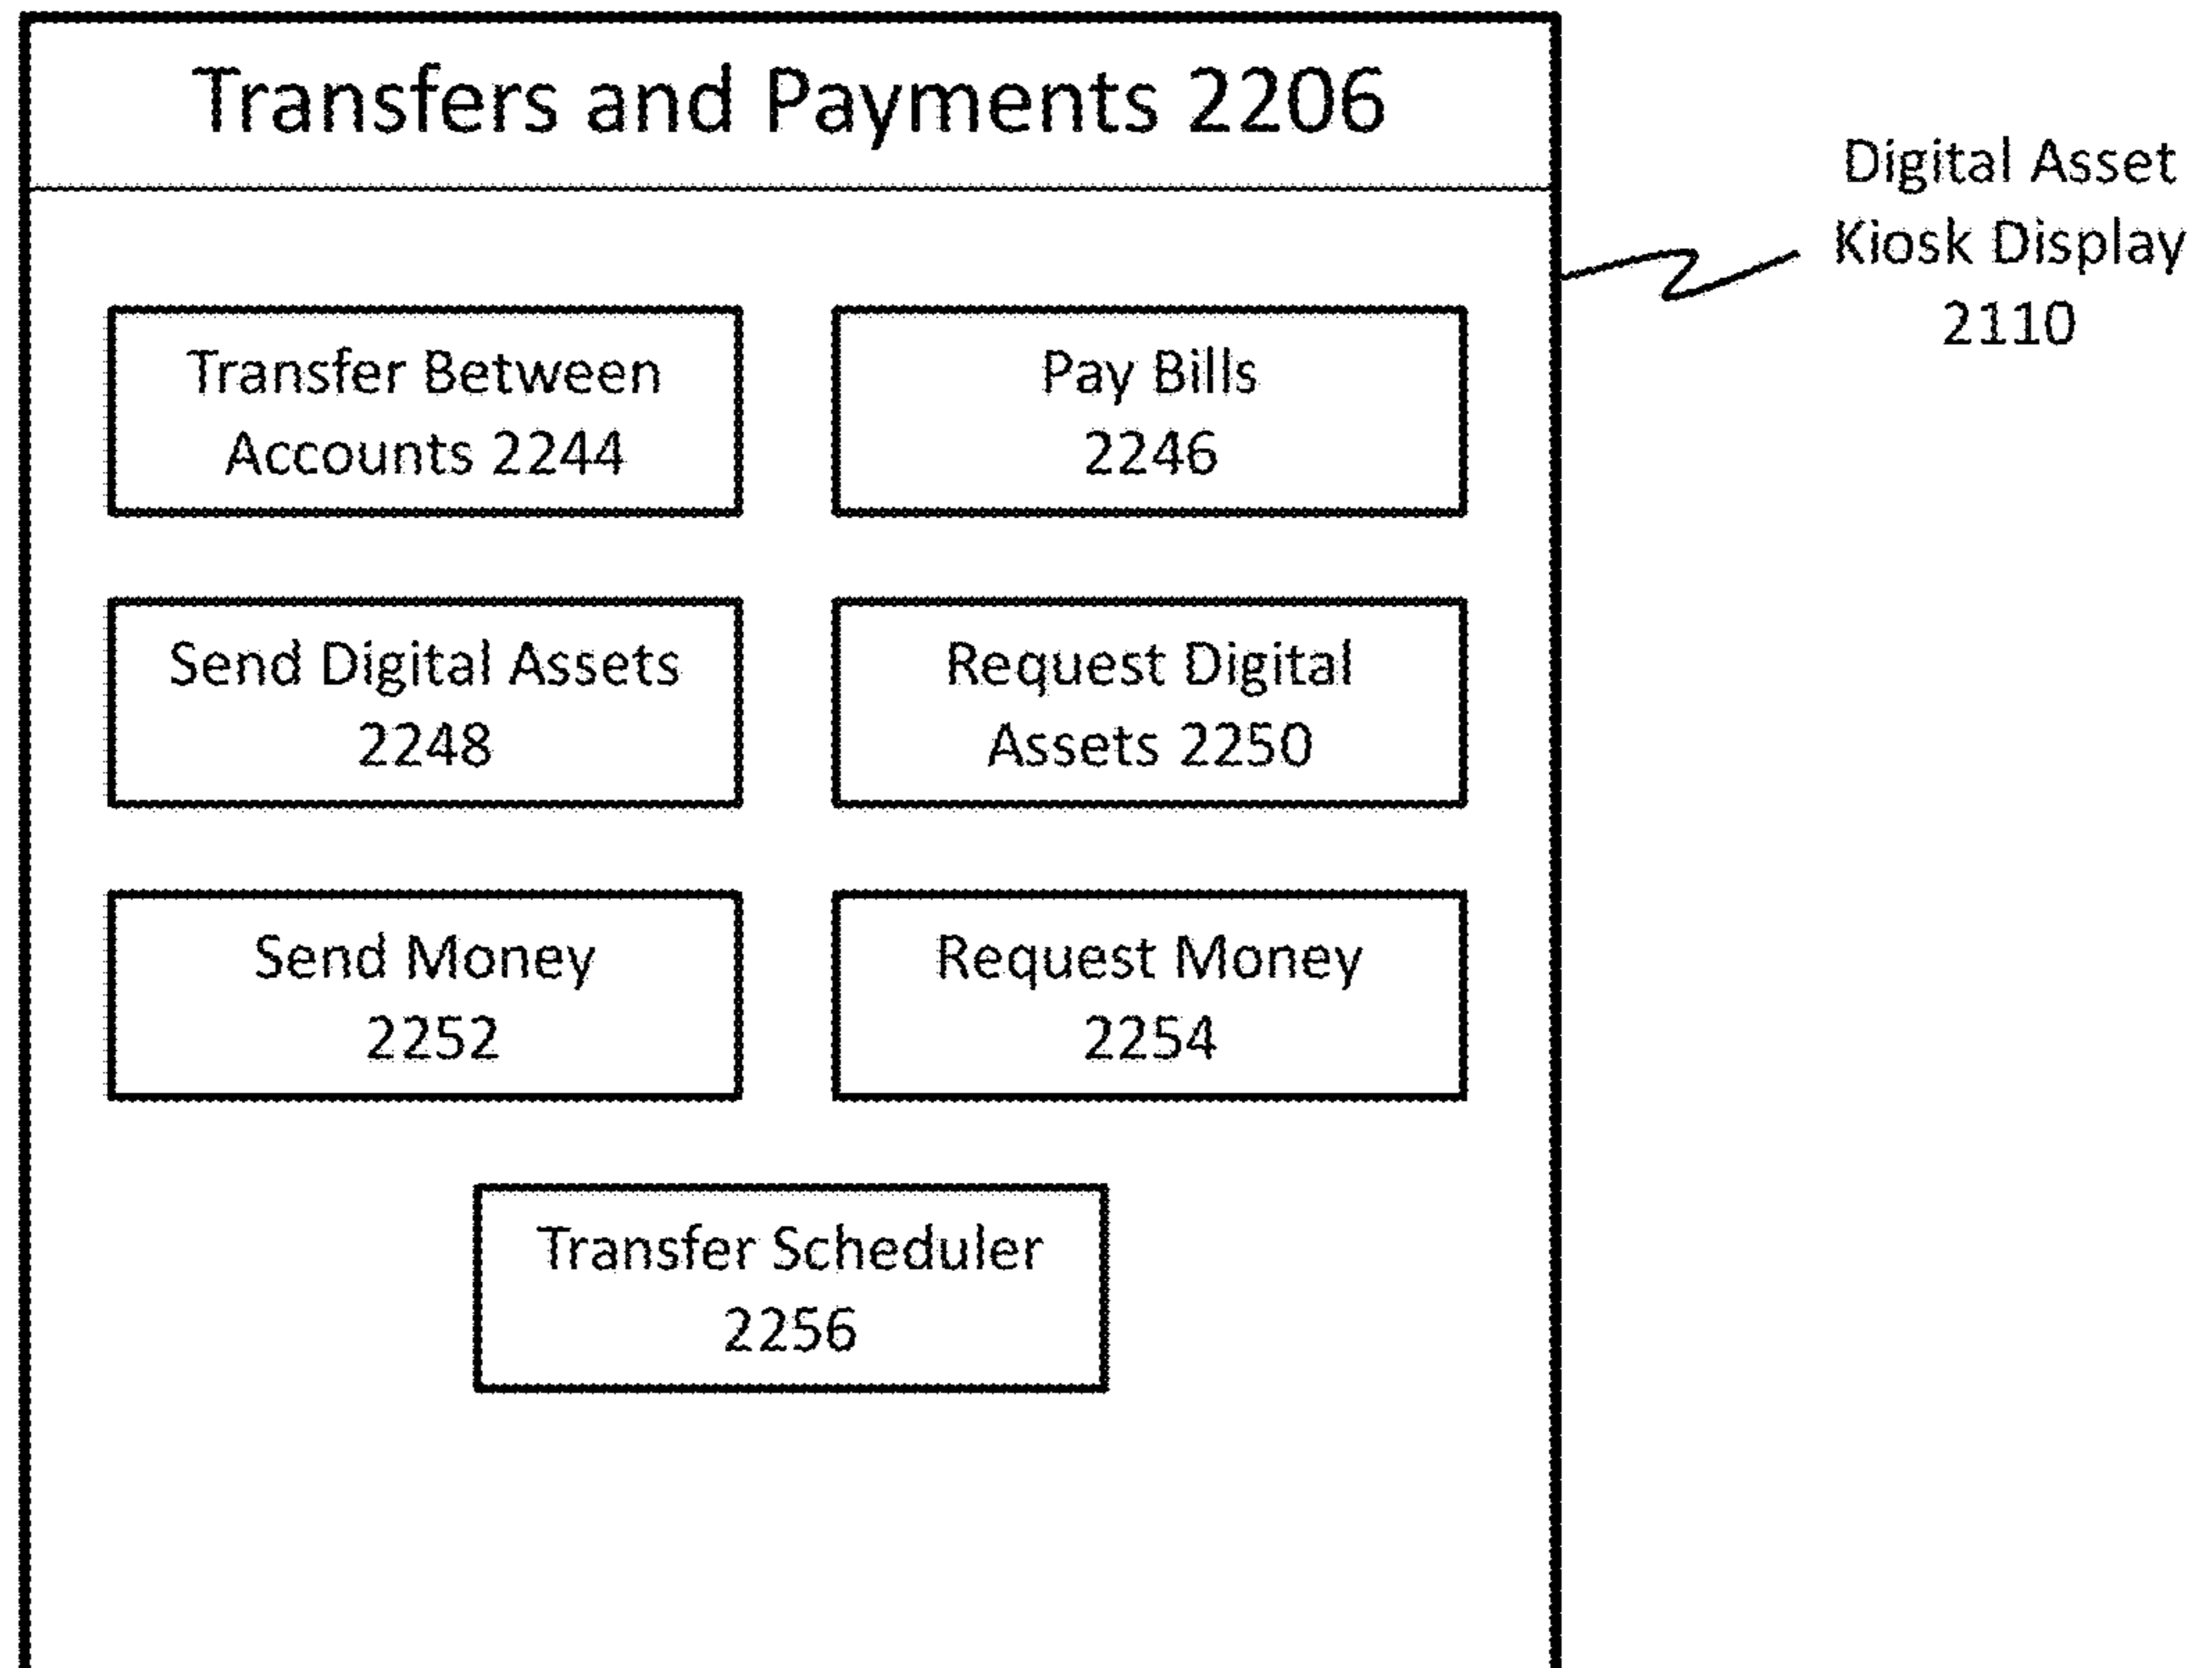 Transfers and Payments 2206
Digital Asset
Kiosk Display
2110
Transfer Between
Accounts 2244
Pay Bills
2246
Send Digital Assets
2248
Request Digital
Assets 2250
Send Money
2252
Request Money
2254
Transfer Scheduler
2256